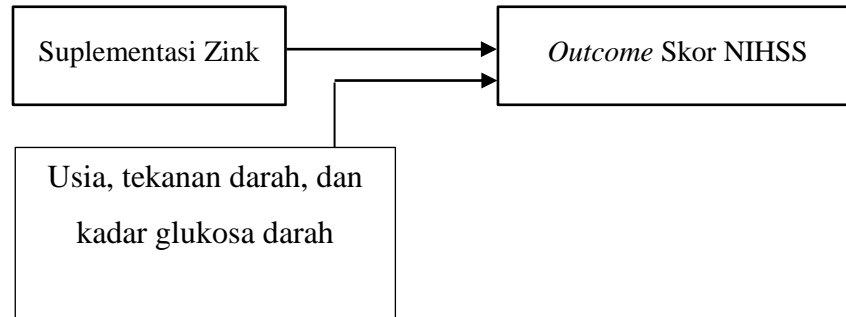 Suplementasi Zink
Outcome Skor NIHSS
Usia, tekanan darah, dan
kadar glukosa darah